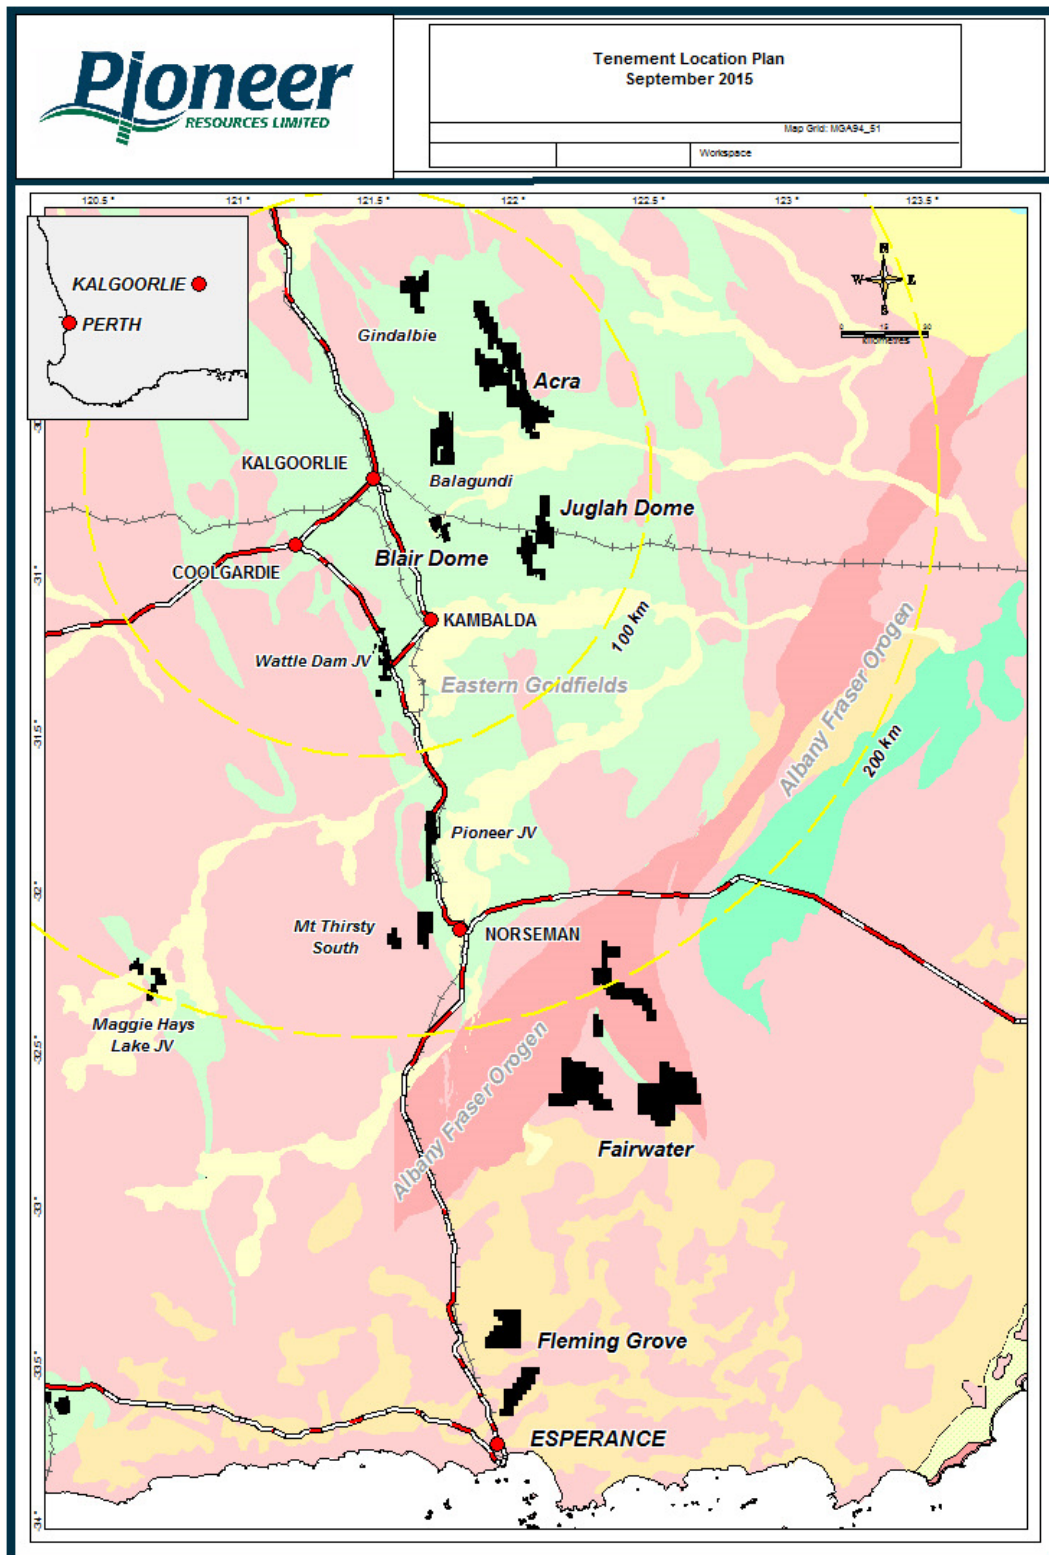 Pioneer
RESOURCES LIMITED
Tenement Location Plan
September 2015
Map Grid: MGA94_51
Workspace
120.5 °
121 °
121.5 °
122 °
122.5 °
123 °
123.5 °
KALGOORLIE
PERTH
N
W
E
S
kilometres
Gindalbie
Acra
KALGOORLIE
Balagundi
Juglah Dome
Blair Dome
COOLGARDIE
-31 °
KAMBALDA
100 km
Wattle Dam JV
Eastern Goldfields
Albany Fraser Orogen
200 km
-31.5 °
Pioneer JV
-32 °
Mt Thirsty
South
NORSEMAN
Maggie Hays
Lake JV
-32.5 °
Albany Fraser Orogen
Fairwater
-33 °
Fleming Grove
-33.5 °
ESPERANCE
-34 °